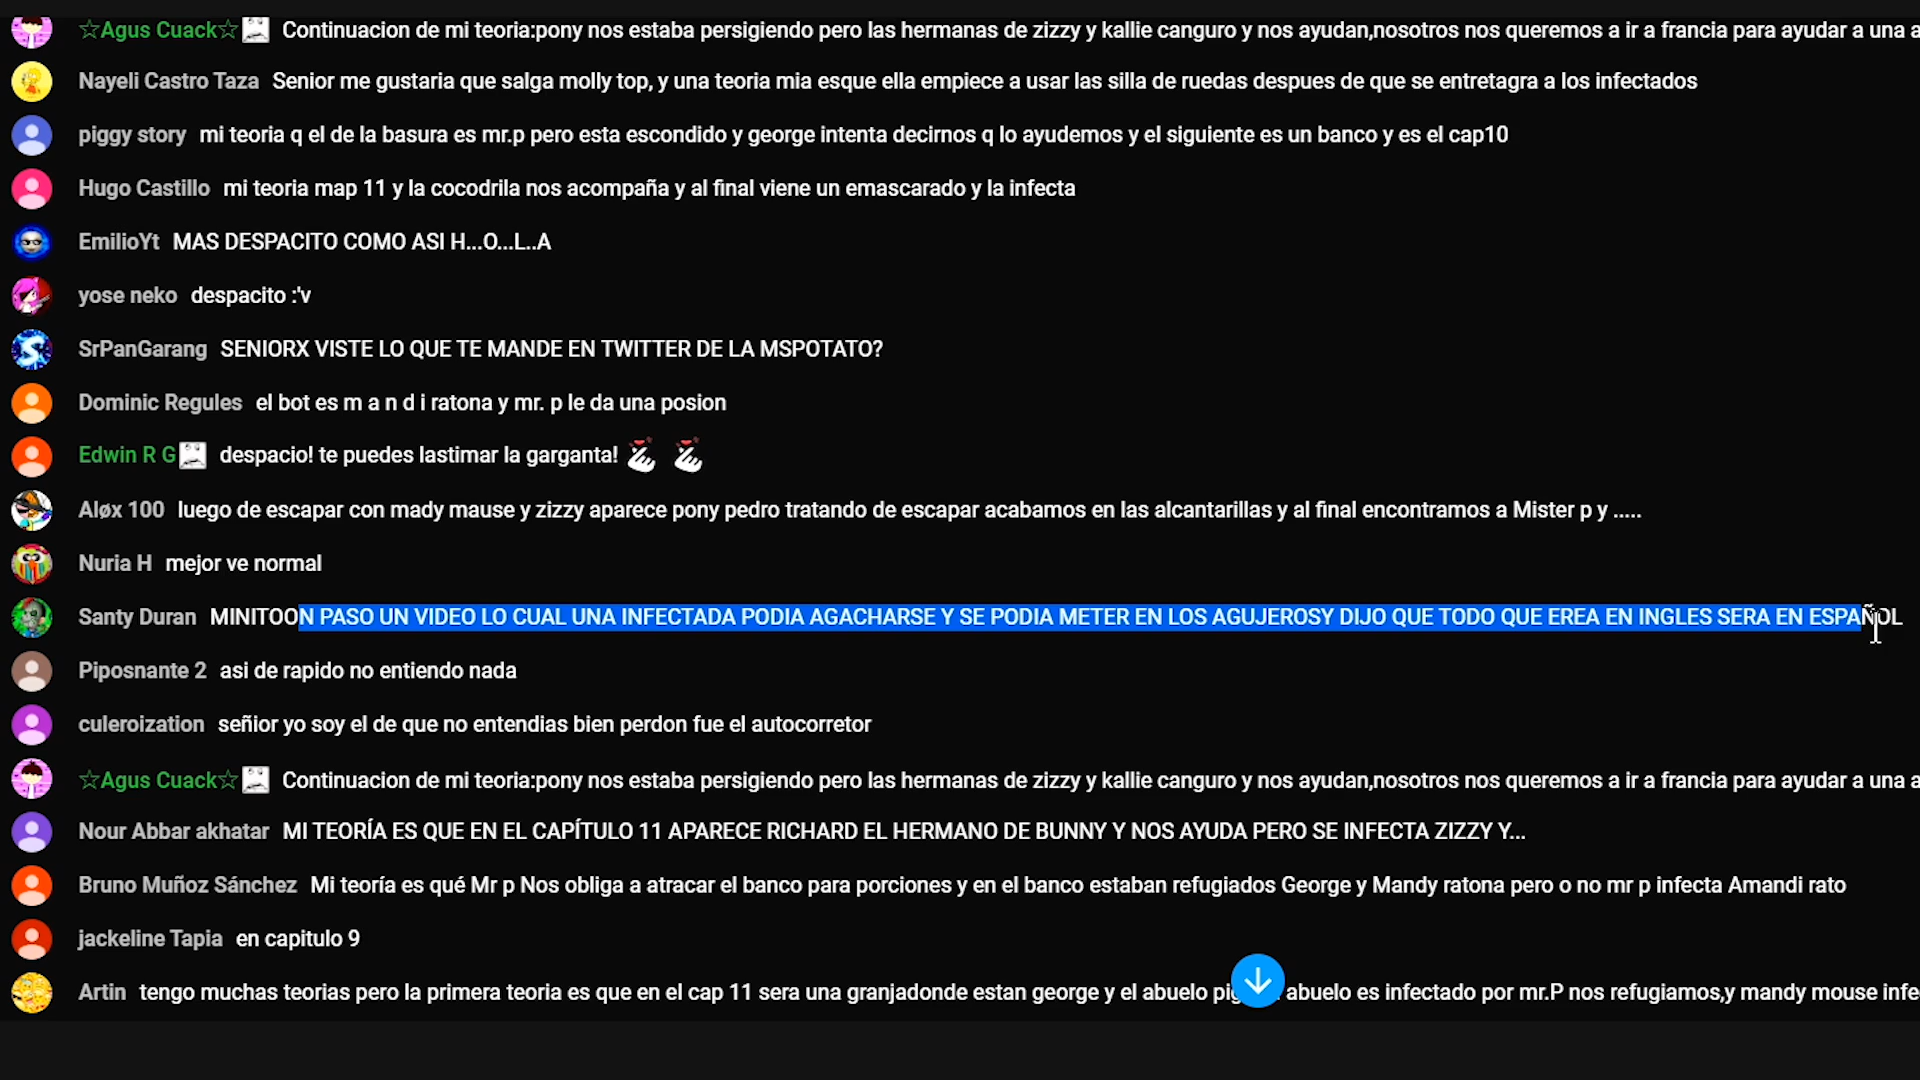 ☆Agus Cuack☆ Continuacion de mi teoria:pony nos estaba persigiendo pero las hermanas de zizzy y kallie canguro y nos ayudan,nosotros nos queremos a ir a francia para ayudar a una a
Nayeli Castro Taza Senior me gustaria que salga molly top, y una teoria mia esque ella empiece a usar las silla de ruedas despues de que se entretagra a los infectados
piggy story mi teoria q el de la basura es mr.p pero esta escondido y george intenta decirnos q lo ayudemos y el siguiente es un banco y es el cap10
Hugo Castillo mi teoria map 11 y la cocodrila nos acompaña y al final viene un emascarado y la infecta
EmilioYt MAS DESPACITO COMO ASI H...O...L..A
yose neko despacito :'v
SrPanGarang SENIORX VISTE LO QUE TE MANDE EN TWITTER DE LA MSPOTATO?
Dominic Regules el bot es m a n d i ratona y mr. p le da una posion
Edwin R G despacio! te puedes lastimar la garganta!
Aløx 100 luego de escapar con mady mause y zizzy aparece pony pedro tratando de escapar acabamos en las alcantarillas y al final encontramos a Mister p y .....
Nuria H mejor ve normal
Santy Duran MINITOON PASO UN VIDEO LO CUAL UNA INFECTADA PODIA AGACHARSE Y SE PODIA METER EN LOS AGUJEROSY DIJO QUE TODO QUE EREA EN INGLES SERA EN ESPAÑOL
Piposnante 2 asi de rapido no entiendo nada
culeroization señior yo soy el de que no entendias bien perdon fue el autocorretor
☆Agus Cuack☆ Continuacion de mi teoria:pony nos estaba persigiendo pero las hermanas de zizzy y kallie canguro y nos ayudan,nosotros nos queremos a ir a francia para ayudar a una a
Nour Abbar akhatar MI TEORÍA ES QUE EN EL CAPÍTULO 11 APARECE RICHARD EL HERMANO DE BUNNY Y NOS AYUDA PERO SE INFECTA ZIZZY Y...
Bruno Muñoz Sánchez Mi teoría es qué Mr p Nos obliga a atracar el banco para porciones y en el banco estaban refugiados George y Mandy ratona pero o no mr p infecta Amandi rato
jackeline Tapia en capitulo 9
Artin tengo muchas teorias pero la primera teoria es que en el cap 11 sera una granjadonde estan george y el abuelo pig abuelo es infectado por mr.P nos refugiamos,y mandy mouse infe